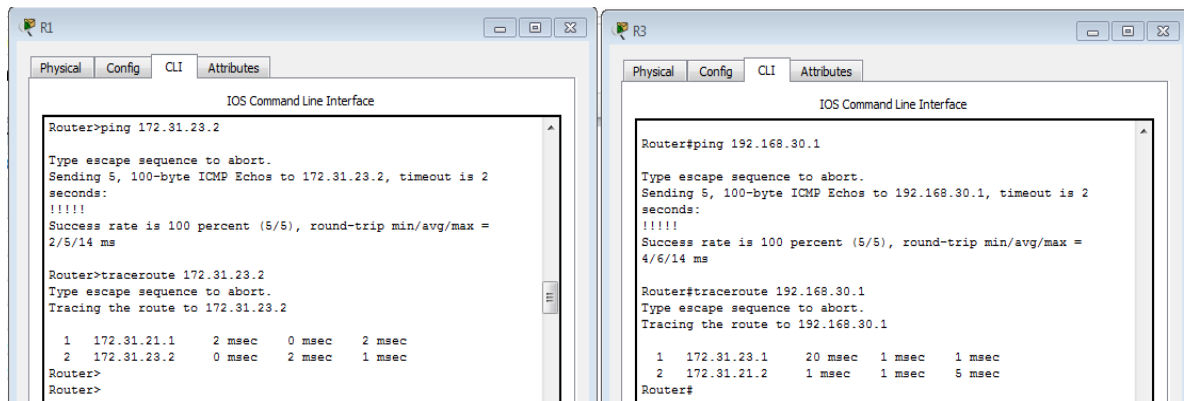 R1
Physical Config CLI Attributes
IOS Command Line Interface
Router>ping 172.31.23.2
Type escape sequence to abort.
Sending 5, 100-byte ICMP Echos to 172.31.23.2, timeout is 2
seconds:
!!!!!
Success rate is 100 percent (5/5), round-trip min/avg/max =
2/5/14 ms
Router>traceroute 172.31.23.2
Type escape sequence to abort.
Tracing the route to 172.31.23.2
1 172.31.21.1 2 msec 0 msec 2 msec
2 172.31.23.2 0 msec 2 msec 1 msec
Router>
Router>
R3
Physical Config CLI Attributes
IOS Command Line Interface
Router#ping 192.168.30.1
Type escape sequence to abort.
Sending 5, 100-byte ICMP Echos to 192.168.30.1, timeout is 2
seconds:
!!!!!
Success rate is 100 percent (5/5), round-trip min/avg/max =
4/6/14 ms
Router#traceroute 192.168.30.1
Type escape sequence to abort.
Tracing the route to 192.168.30.1
1 172.31.23.1 20 msec 1 msec 1 msec
2 172.31.21.2 1 msec 1 msec 5 msec
Router#